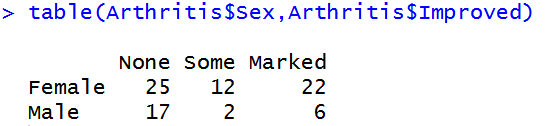 > table(Arthritis$Sex,Arthritis$Improved)
None Some Marked
Female 25 12 22
Male 17 2 6